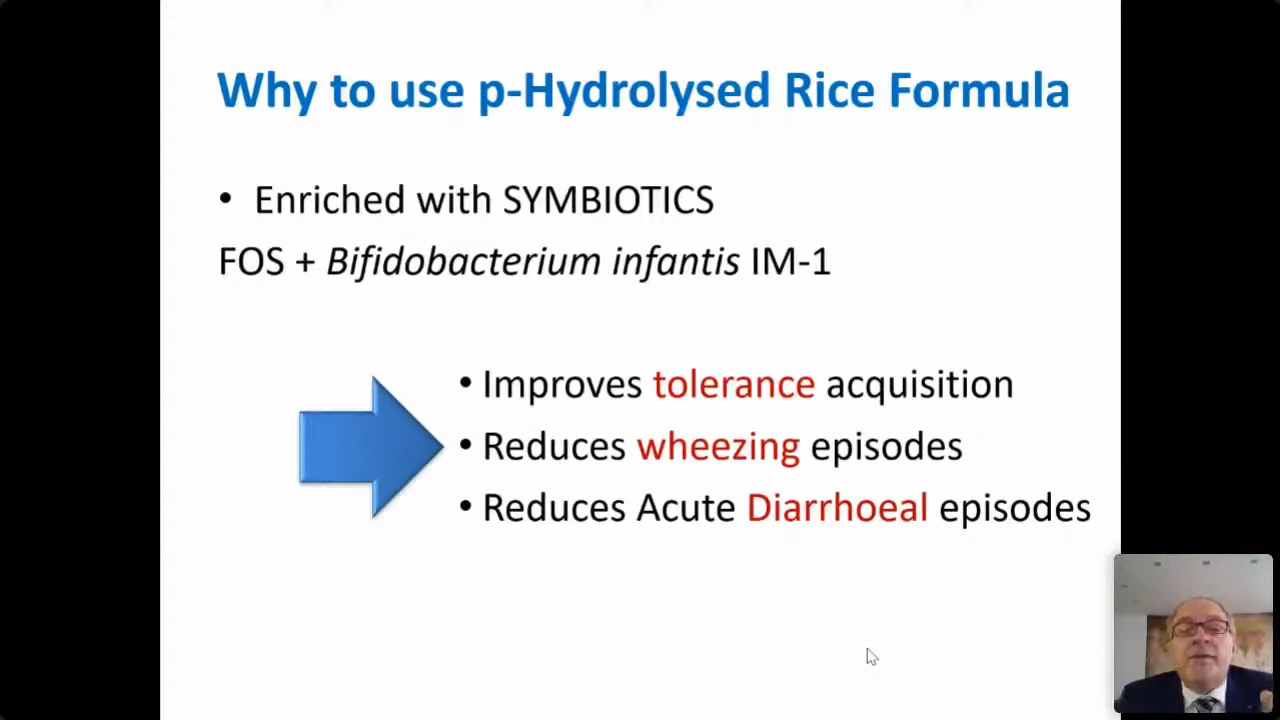 Why to use p-Hydrolysed Rice Formula
• Enriched with SYMBIOTICS
FOS + Bifidobacterium infantis IM-1
• Improves tolerance acquisition
• Reduces wheezing episodes
• Reduces Acute Diarrhoeal episodes